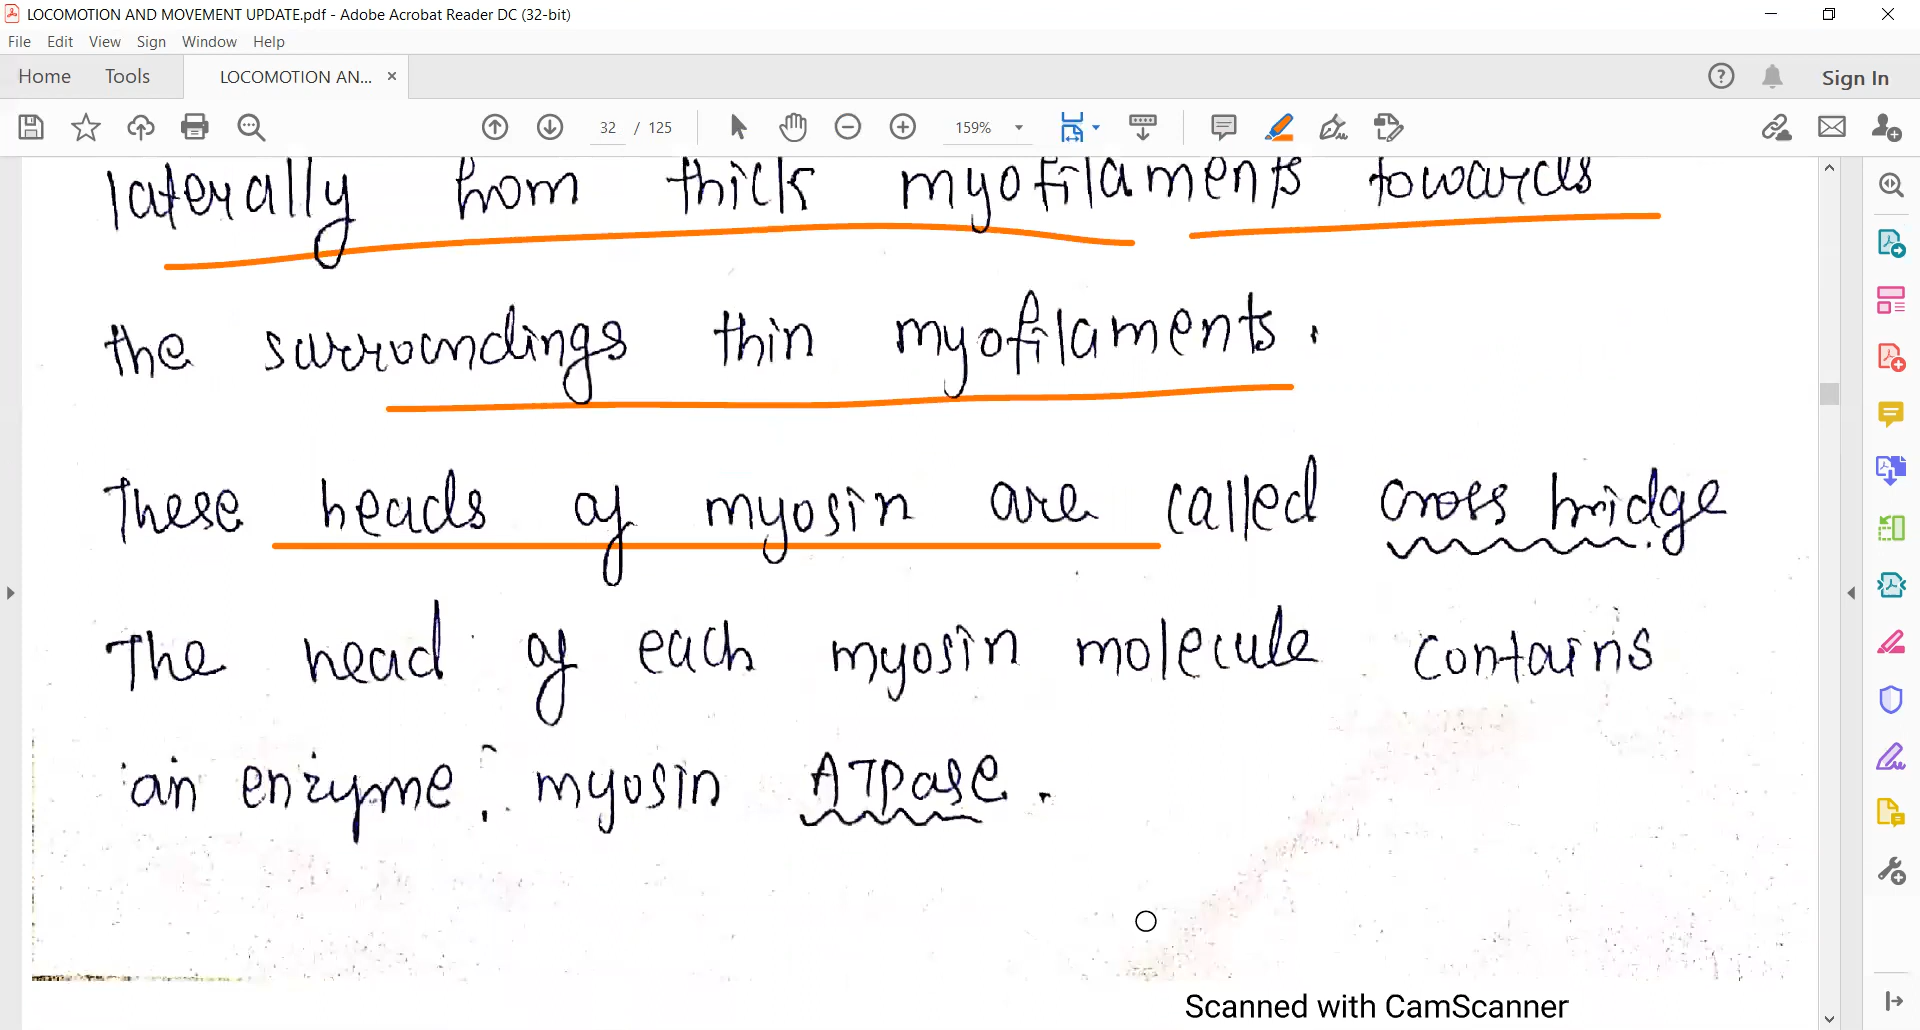 LOCOMOTION AND MOVEMENT UPDATE.pdf - Adobe Acrobat Reader DC (32-bit)
File Edit View Sign Window Help
Home Tools LOCOMOTION AN... × Sign In
32 / 125 159%
laterally from thick myofilaments towards
the surroundings thin myofilaments.
These heads of myosin are called cross bridge
The head of each myosin molecule contains
an enzyme, myosin ATPase.
Scanned with CamScanner